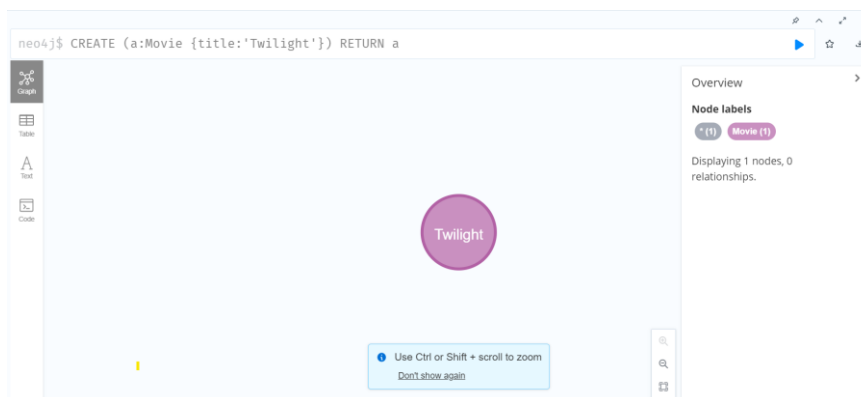 neo4j$ CREATE (a:Movie {title:'Twilight'}) RETURN a
Graph
Table
Text
Code
Overview
Node labels
* (1) Movie (1)
Displaying 1 nodes, 0
relationships.
Twilight
Use Ctrl or Shift + scroll to zoom
Don't show again